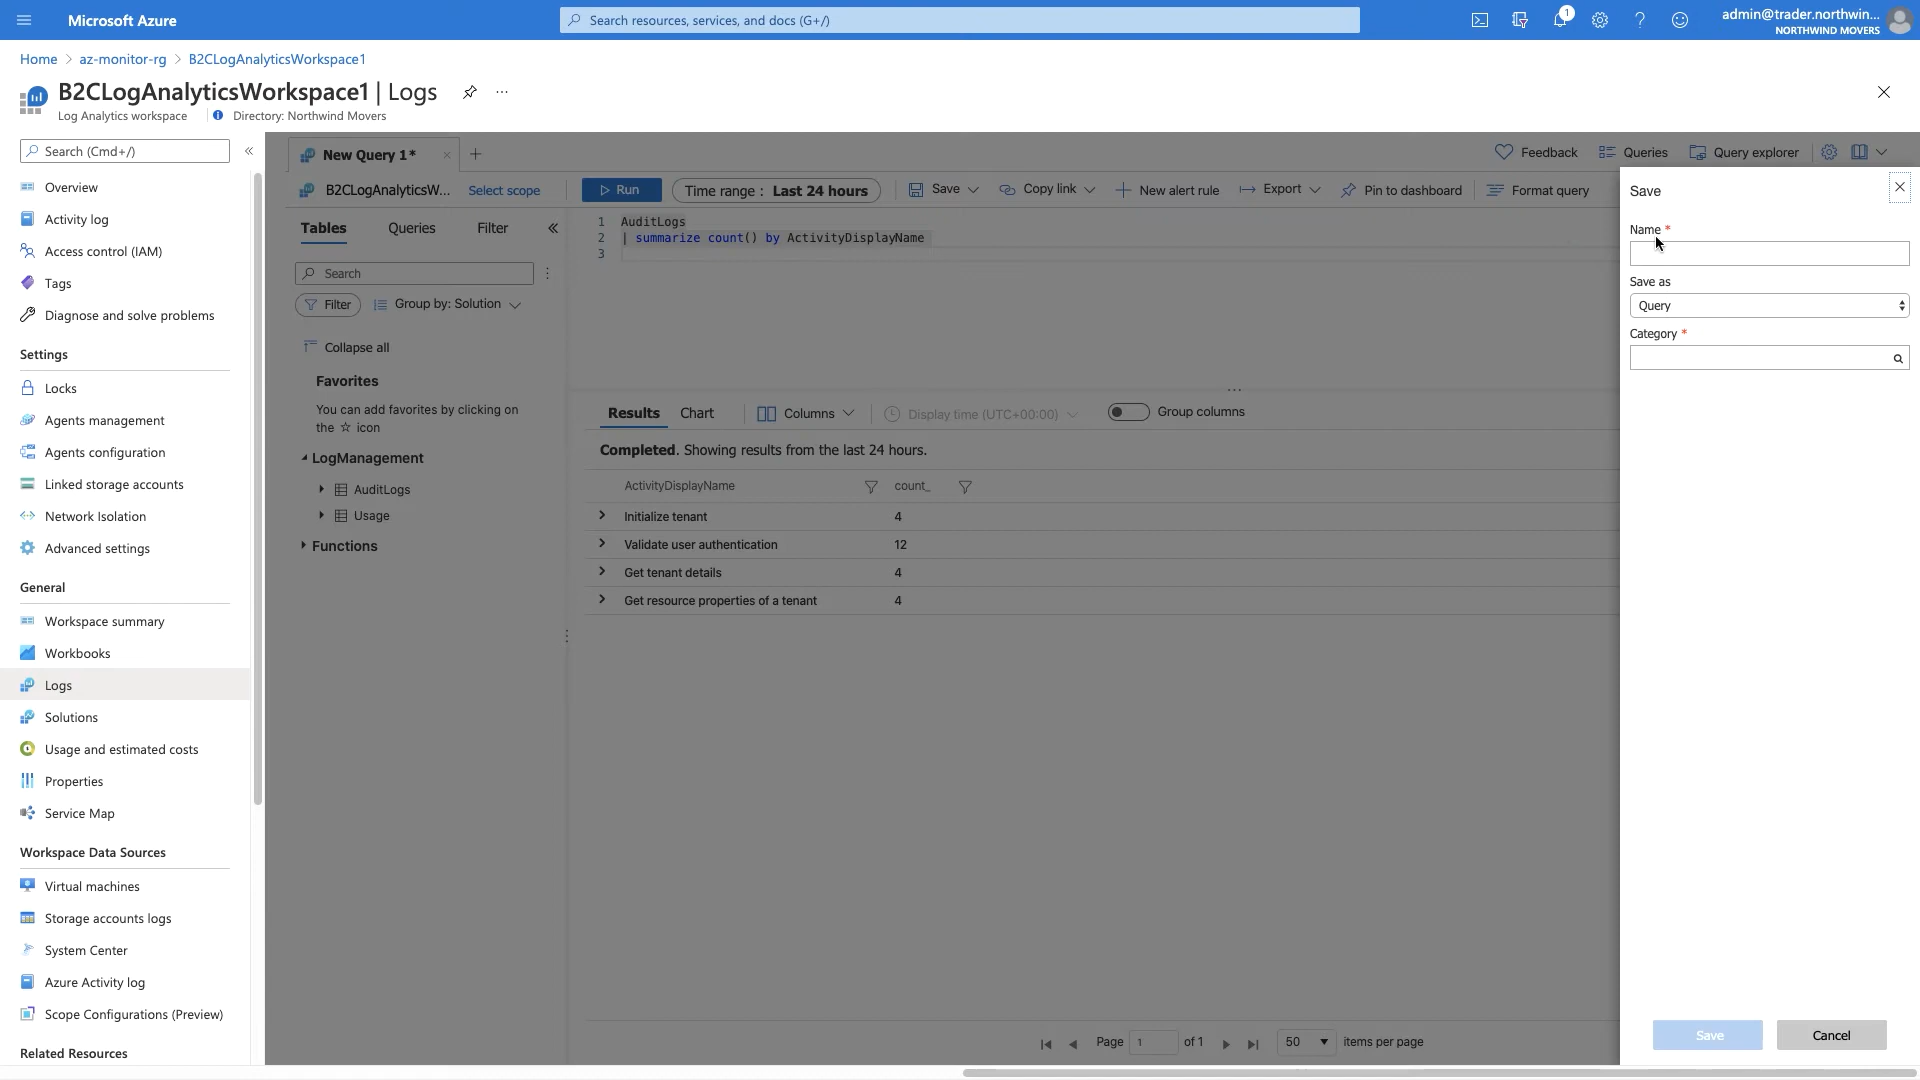 Microsoft Azure
Search resources, services, and docs (G+/)
1
admin@trader.northwin...
NORTHWIND MOVERS
Home > az-monitor-rg > B2CLogAnalyticsWorkspace1
B2CLogAnalyticsWorkspace1 | Logs
...
Log Analytics workspace
Directory: Northwind Movers
Search (Cmd+/)
«
Overview
Activity log
Access control (IAM)
Tags
Diagnose and solve problems
Settings
Locks
Agents management
Agents configuration
Linked storage accounts
Network Isolation
Advanced settings
General
Workspace summary
Workbooks
Logs
Solutions
Usage and estimated costs
Properties
Service Map
Workspace Data Sources
Virtual machines
Storage accounts logs
System Center
Azure Activity log
Scope Configurations (Preview)
Related Resources
New Query 1*
Feedback
Queries
Query explorer
B2CLogAnalyticsW...
Select scope
Run
Time range : Last 24 hours
Save
Copy link
New alert rule
Export
Pin to dashboard
Format query
Tables
Queries
Filter
«
Search
Filter
Group by: Solution
Collapse all
Favorites
You can add favorites by clicking on
the ☆ icon
LogManagement
AuditLogs
Usage
Functions
1 AuditLogs
2 | summarize count() by ActivityDisplayName
3
Results
Chart
Columns
Display time (UTC+00:00)
Group columns
Completed. Showing results from the last 24 hours.
ActivityDisplayName count_
Initialize tenant 4
Validate user authentication 12
Get tenant details 4
Get resource properties of a tenant 4
Page 1 of 1
50 items per page
Save
Name *
Save as
Query
Category *
Save
Cancel